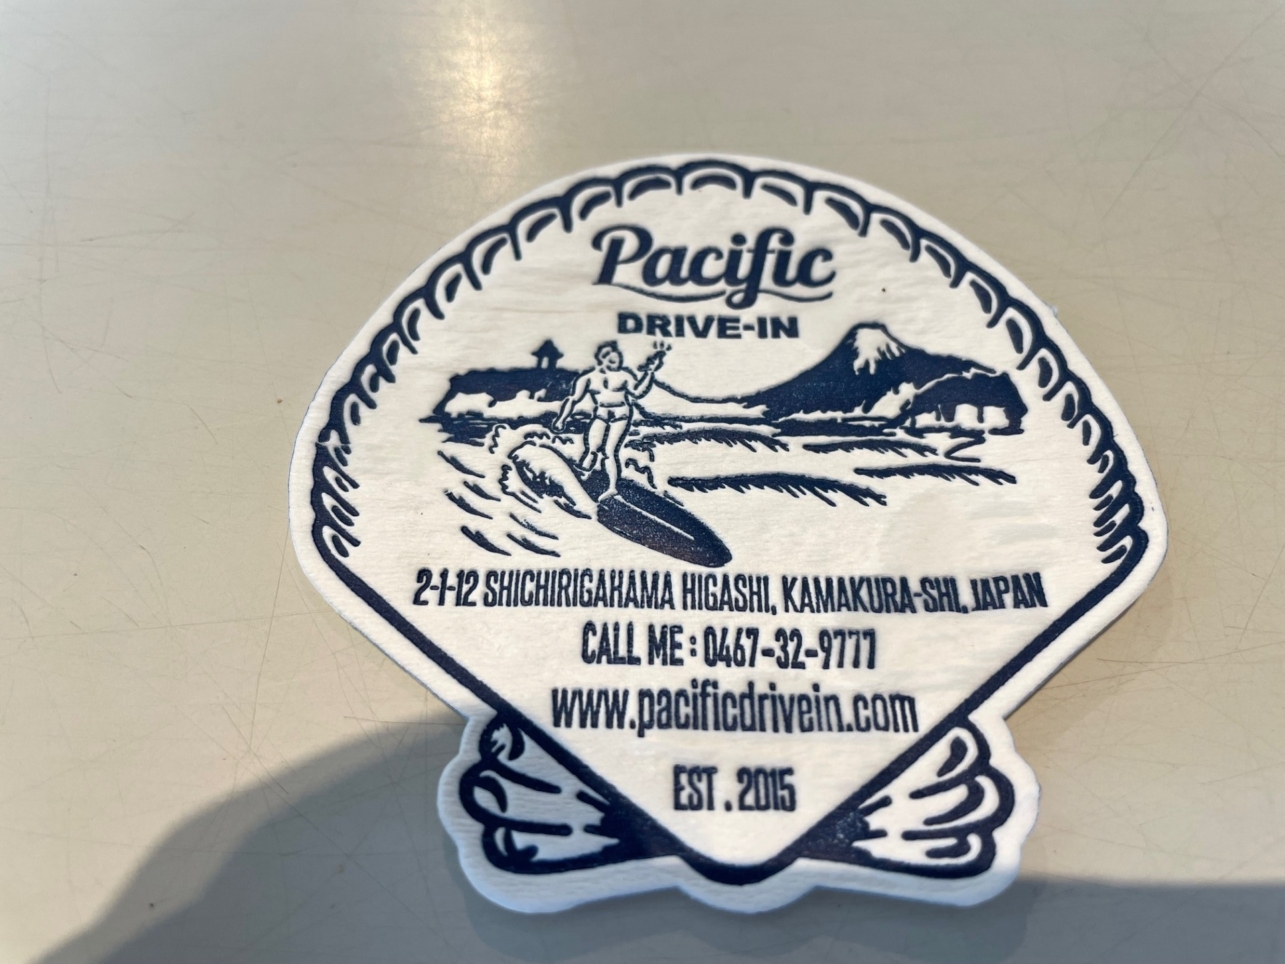 Pacific
DRIVE-IN
2-1-12 SHICHIRIGAHAMA HIGASHI, KAMAKURA-SHI, JAPAN
CALL ME : 0467-32-9777
www.pacificdrivein.com
EST . 2015